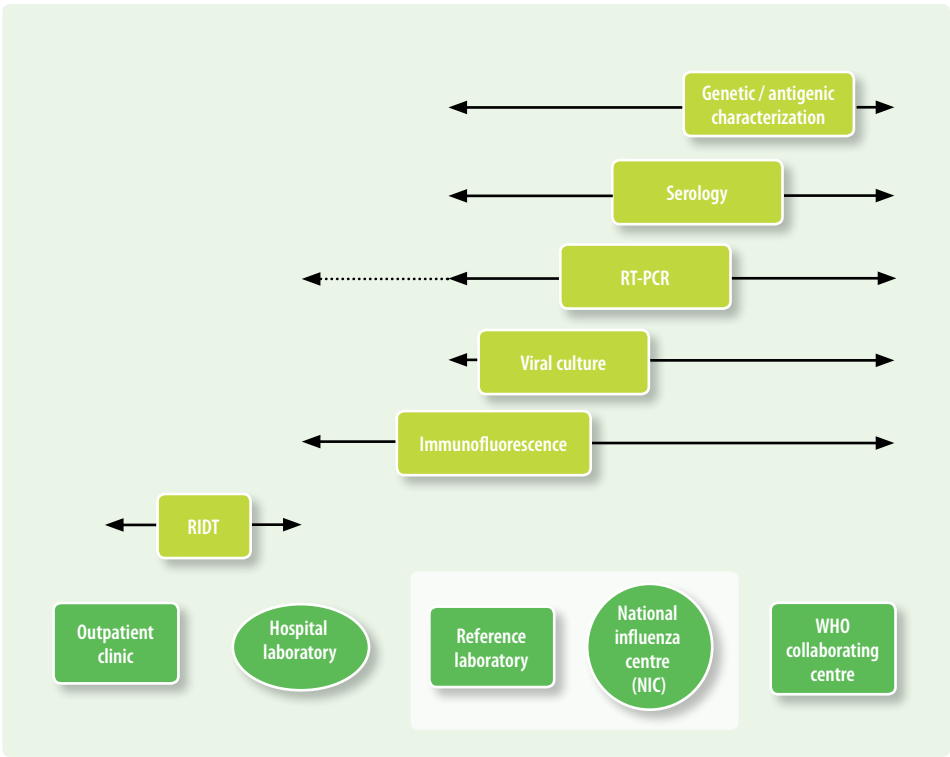 Genetic / antigenic
characterization
Serology
RT-PCR
Viral culture
Immunofluorescence
RIDT
Outpatient
clinic
Hospital
laboratory
Reference
laboratory
National
influenza
centre
(NIC)
WHO
collaborating
centre